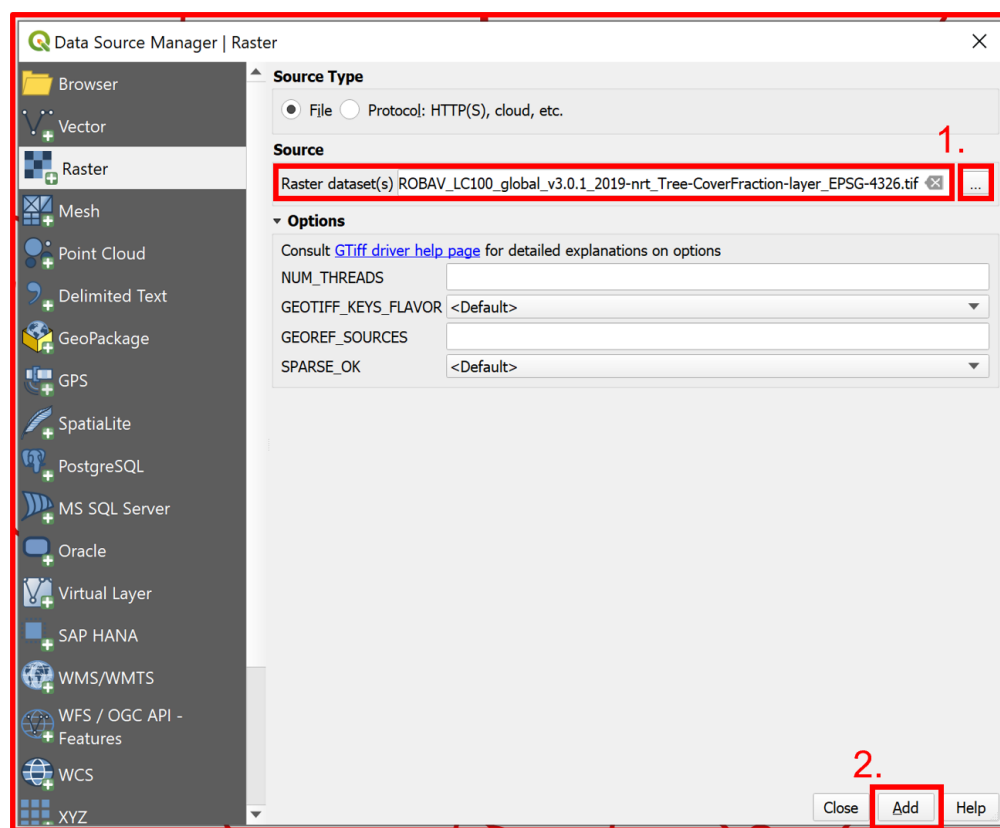 Data Source Manager | Raster
Browser
Vector
Raster
Mesh
Point Cloud
Delimited Text
GeoPackage
GPS
SpatiaLite
PostgreSQL
MS SQL Server
Oracle
Virtual Layer
SAP HANA
WMS/WMTS
WFS / OGC API -
Features
WCS
XYZ
Source Type
File Protocol: HTTP(S), cloud, etc.
Source
1.
Raster dataset(s) ROBAV_LC100_global_v3.0.1_2019-nrt_Tree-CoverFraction-layer_EPSG-4326.tif ...
Options
Consult GTiff driver help page for detailed explanations on options
NUM_THREADS
GEOTIFF_KEYS_FLAVOR <Default>
GEOREF_SOURCES
SPARSE_OK <Default>
2.
Close Add Help